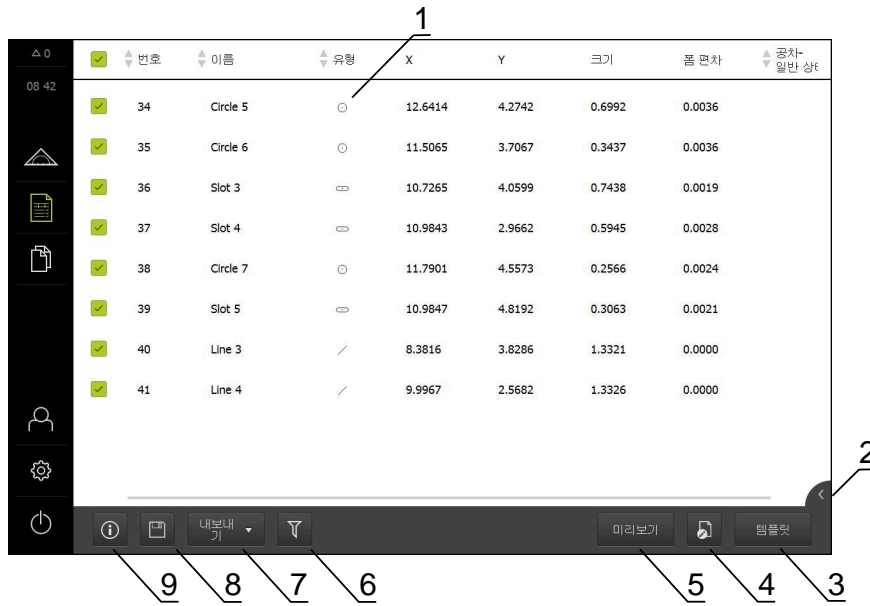 1
△ 0
08 42
번호 이름 유형 X Y 크기 폼 편차 공차-
일반 상태
34 Circle 5 12.6414 4.2742 0.6992 0.0036
35 Circle 6 11.5065 3.7067 0.3437 0.0036
36 Slot 3 10.7265 4.0599 0.7438 0.0019
37 Slot 4 10.9843 2.9662 0.5945 0.0028
38 Circle 7 11.7901 4.5573 0.2566 0.0024
39 Slot 5 10.9847 4.8192 0.3063 0.0021
40 Line 3 8.3816 3.8286 1.3321 0.0000
41 Line 4 9.9967 2.5682 1.3326 0.0000
2
내보내
기
미리보기 템플릿
9 8 7 6 5 4 3